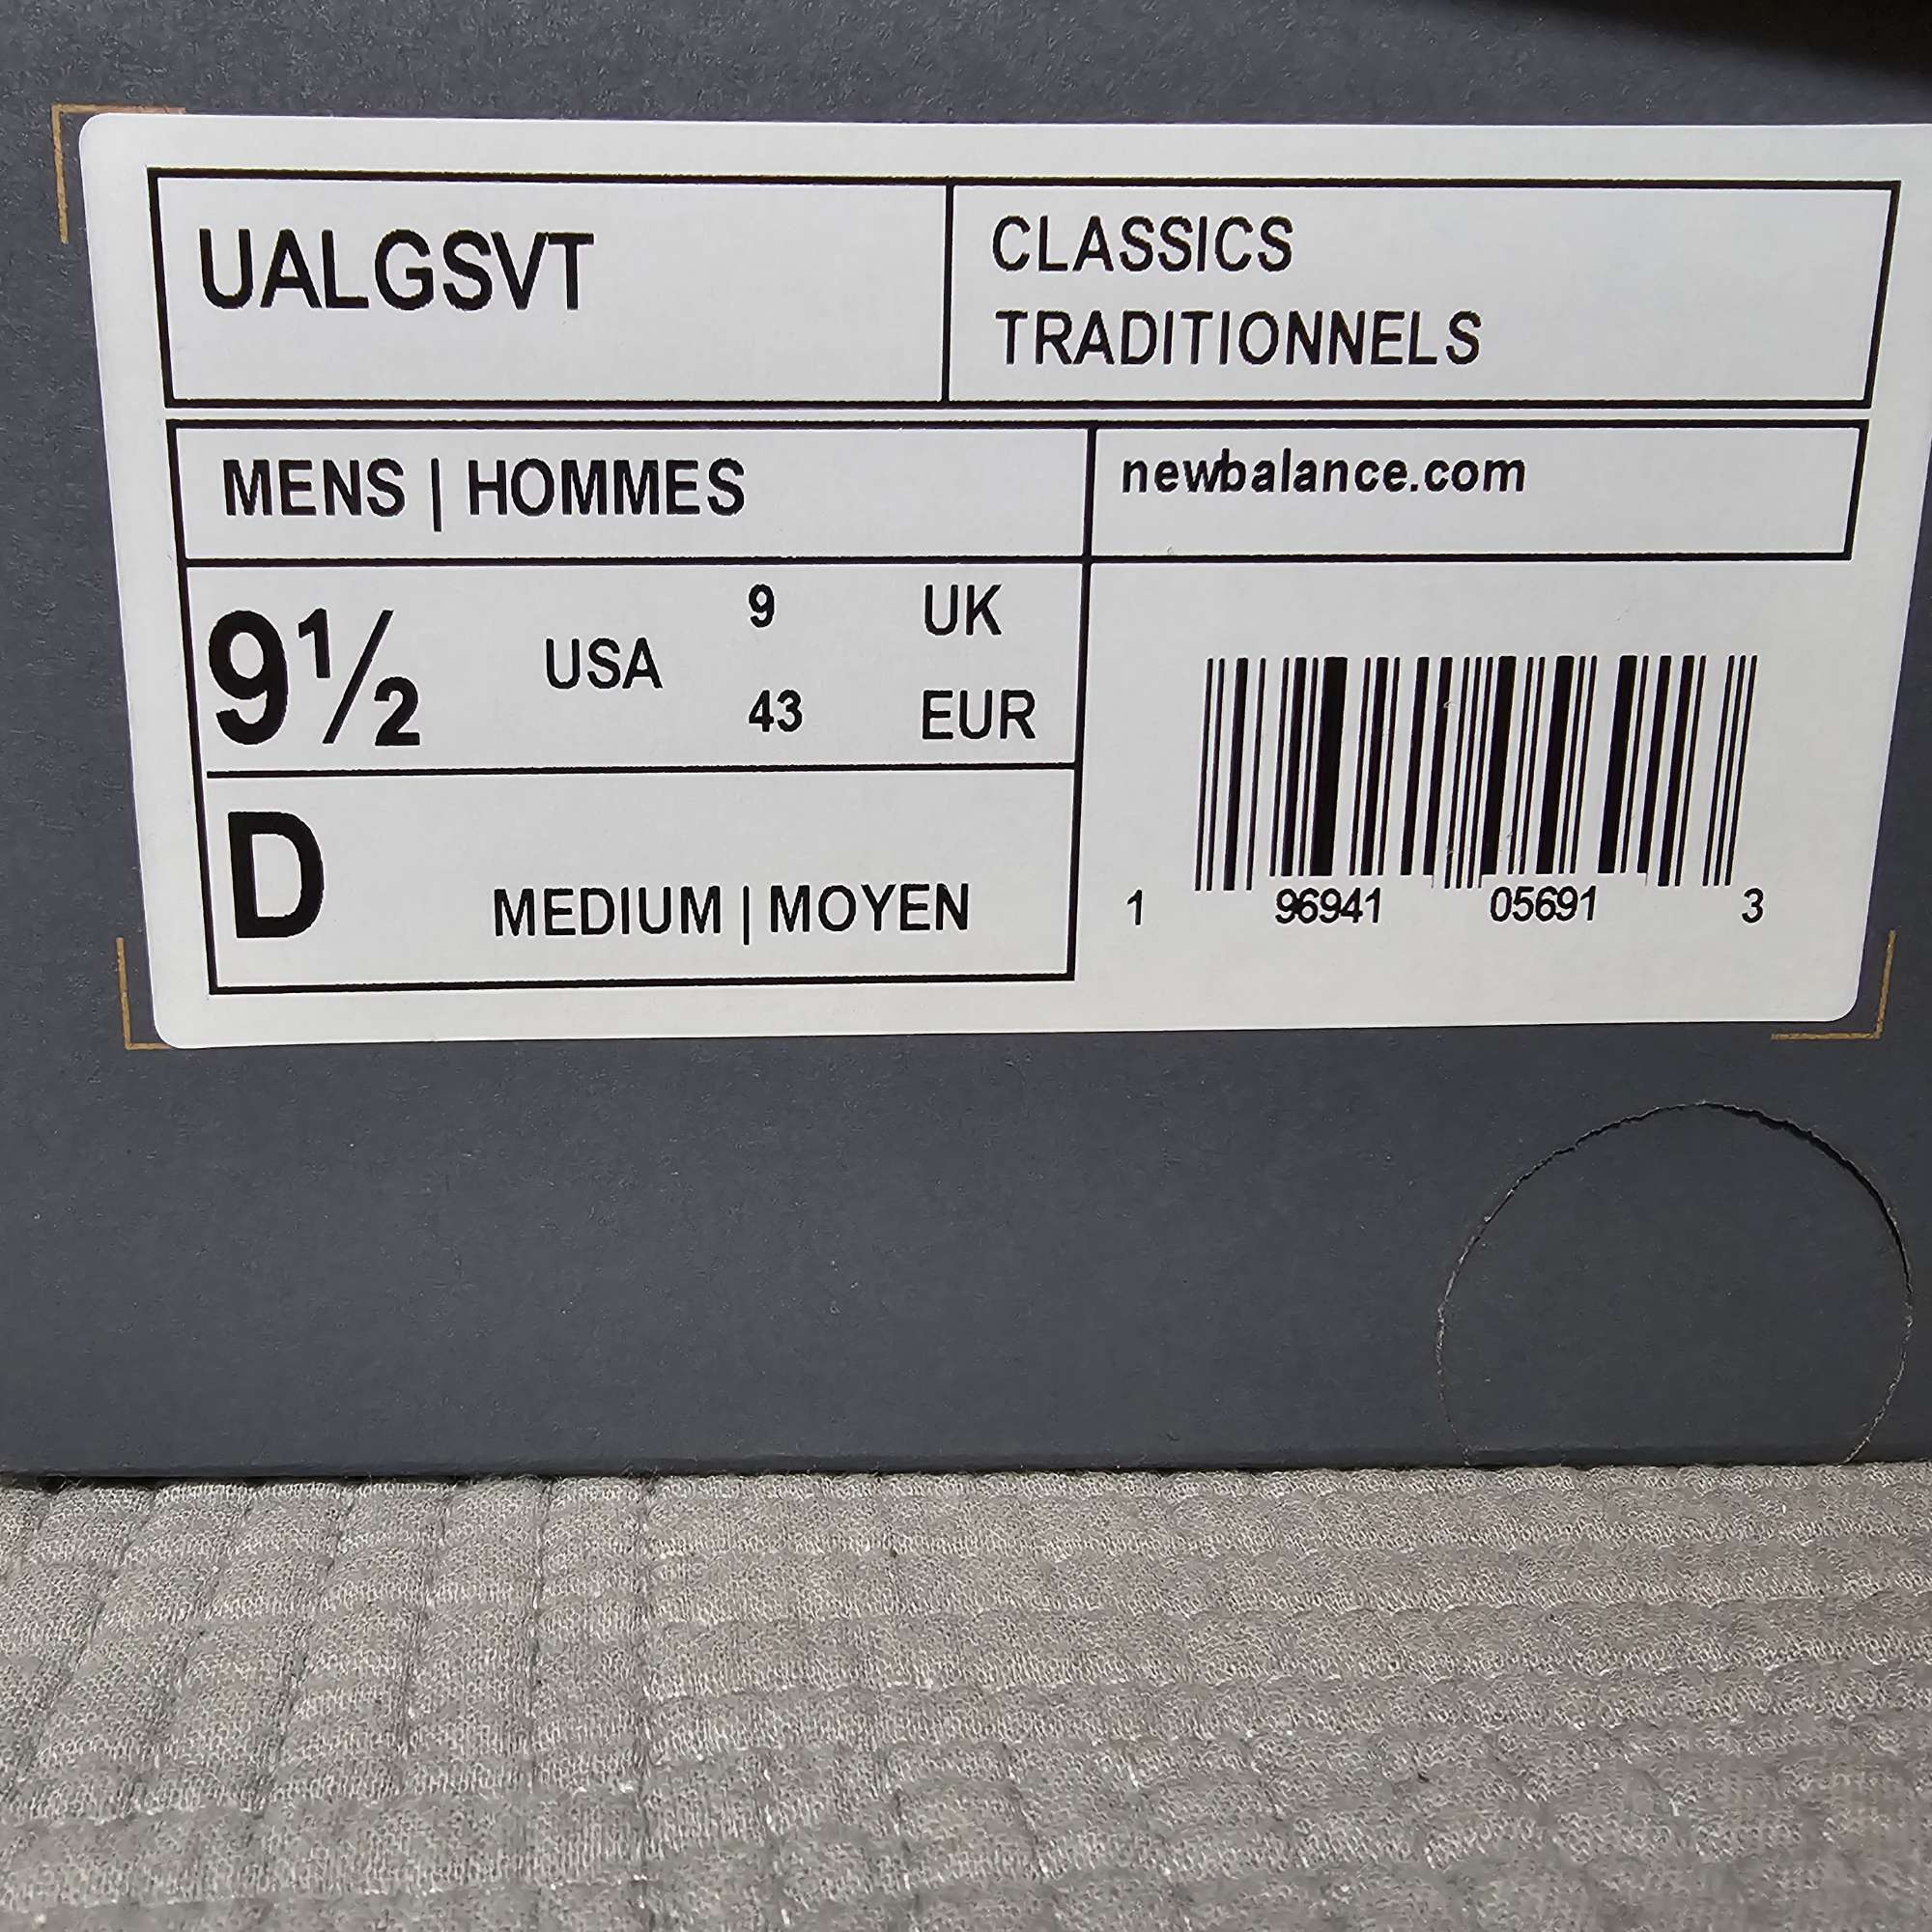 UALGSVT
CLASSICS
TRADITIONNELS
MENS | HOMMES
newbalance.com
9½ USA
9 UK
43 EUR
D MEDIUM | MOYEN
1 96941 05691 3